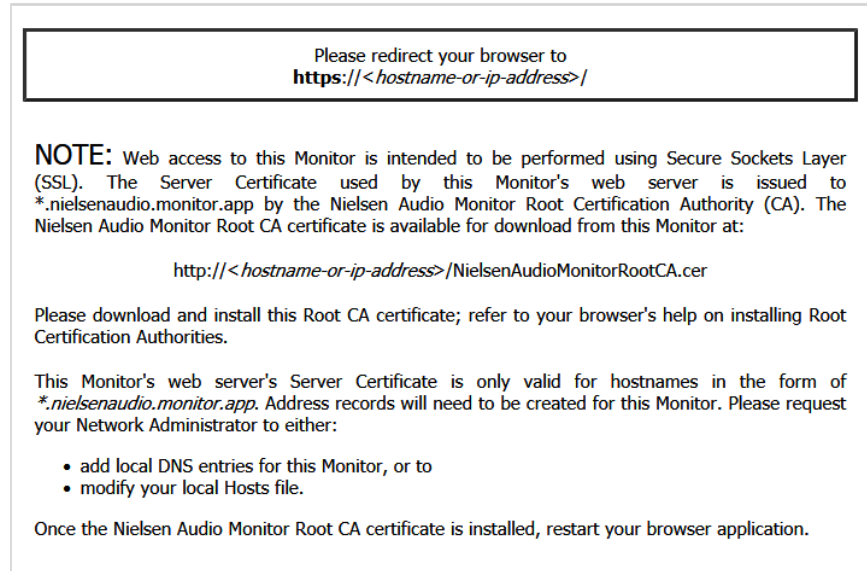 Please redirect your browser to
https://<hostname-or-ip-address>/
NOTE: Web access to this Monitor is intended to be performed using Secure Sockets Layer
(SSL). The Server Certificate used by this Monitor's web server is issued to
*.nielsenaudio.monitor.app by the Nielsen Audio Monitor Root Certification Authority (CA). The
Nielsen Audio Monitor Root CA certificate is available for download from this Monitor at:
http://<hostname-or-ip-address>/NielsenAudioMonitorRootCA.cer
Please download and install this Root CA certificate; refer to your browser's help on installing Root
Certification Authorities.
This Monitor's web server's Server Certificate is only valid for hostnames in the form of
*.nielsenaudio.monitor.app. Address records will need to be created for this Monitor. Please request
your Network Administrator to either:
• add local DNS entries for this Monitor, or to
• modify your local Hosts file.
Once the Nielsen Audio Monitor Root CA certificate is installed, restart your browser application.